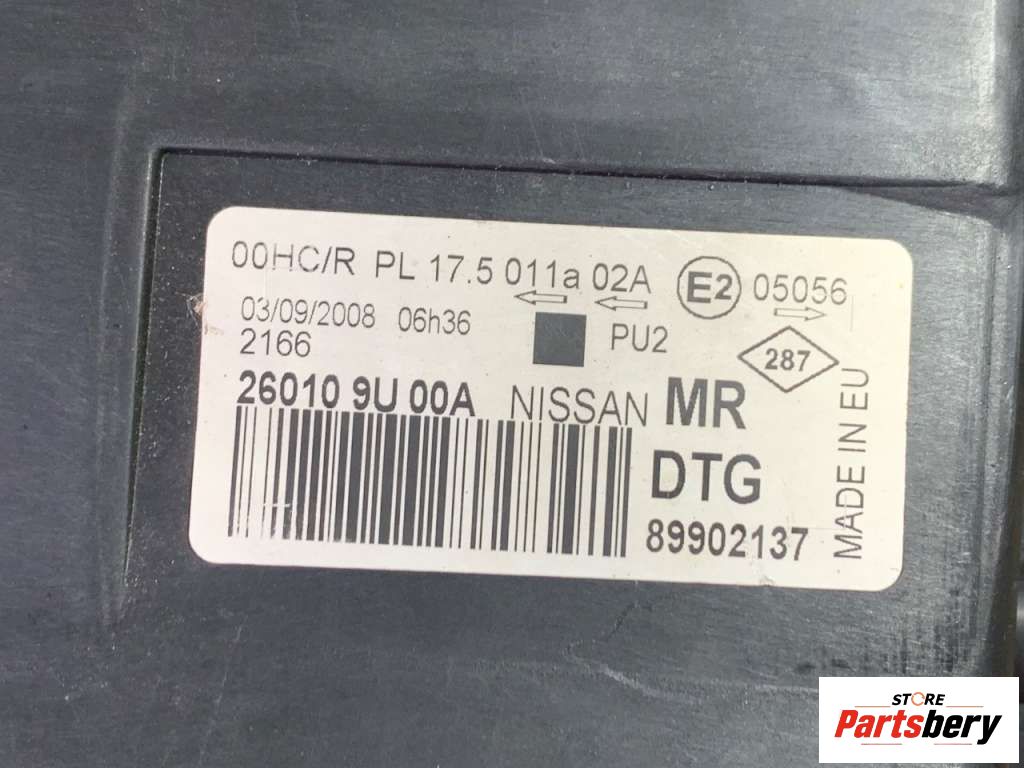 00HC/R PL 17.5 011a 02A E2 05056
03/09/2008 06h36
2166
PU2
287
26010 9U 00A NISSAN MR
DTG
89902137
MADE IN EU
STORE
Partsbery